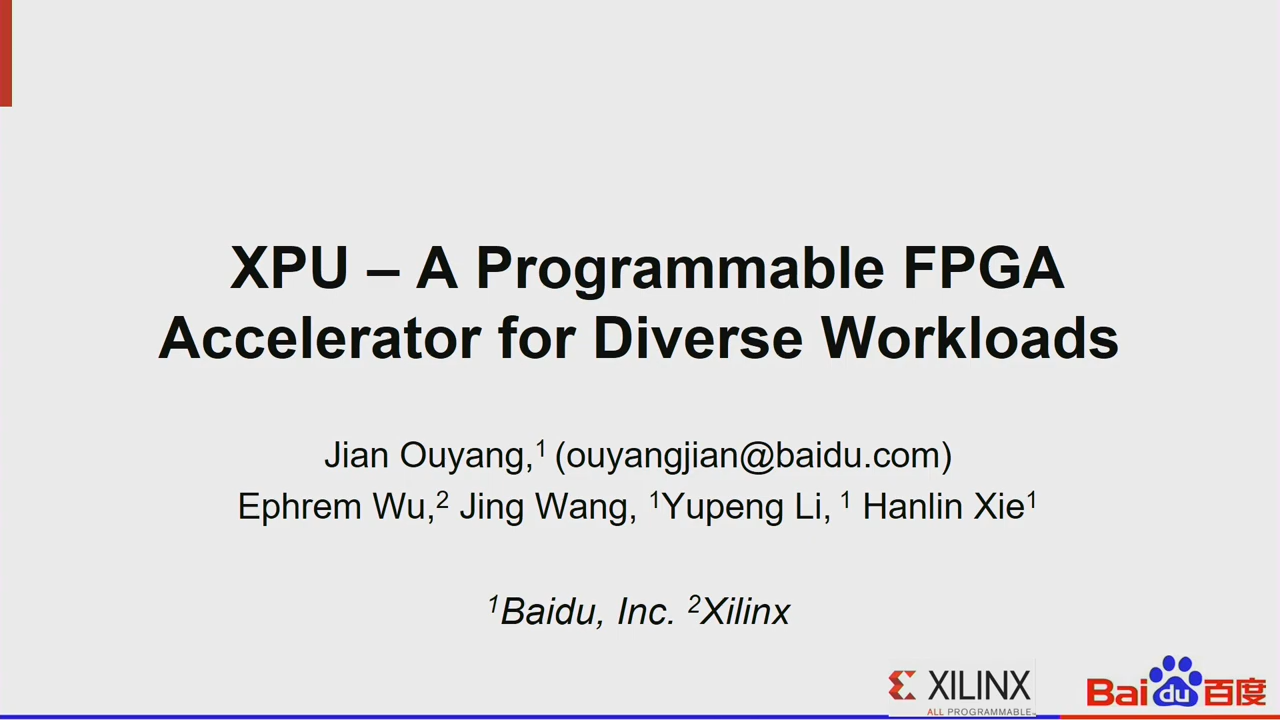 XPU – A Programmable FPGA
Accelerator for Diverse Workloads
Jian Ouyang,¹ (ouyangjian@baidu.com)
Ephrem Wu,² Jing Wang, ¹Yupeng Li, ¹ Hanlin Xie¹
¹Baidu, Inc. ²Xilinx
XILINX
ALL PROGRAMMABLE™
Baidu百度